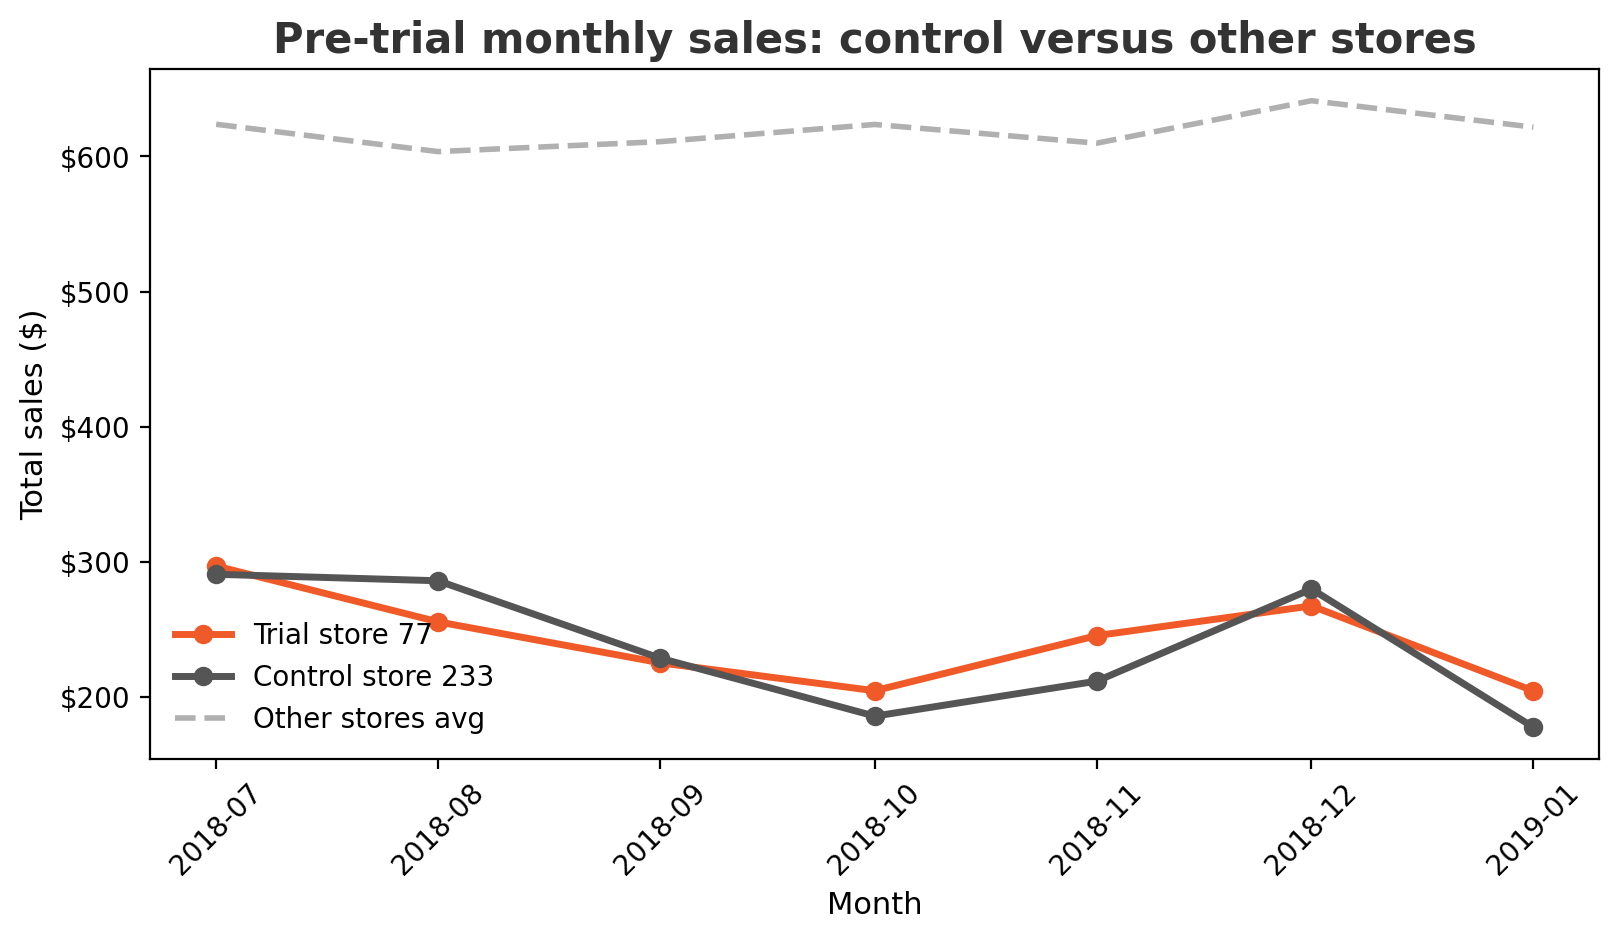 Pre-trial monthly sales: control versus other stores
Total sales ($)
$600
$500
$400
$300
$200
Trial store 77
Control store 233
Other stores avg
2018-07
2018-08
2018-09
2018-10
2018-11
2018-12
2019-01
Month